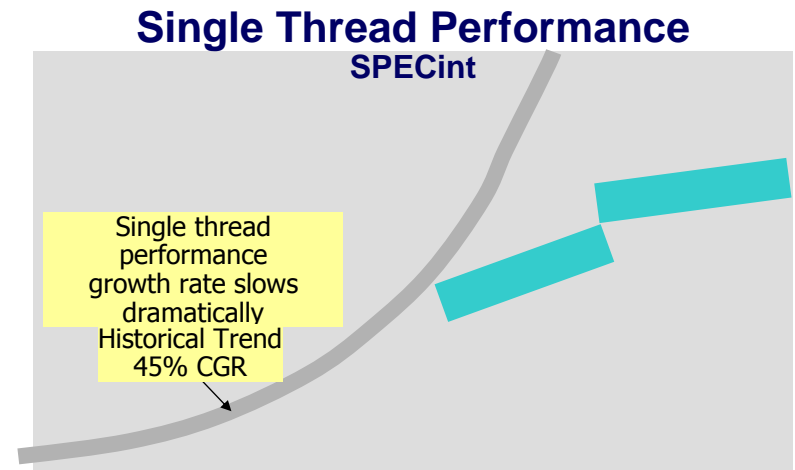 Single Thread Performance
SPECint
Single thread
performance
growth rate slows
dramatically
Historical Trend
45% CGR